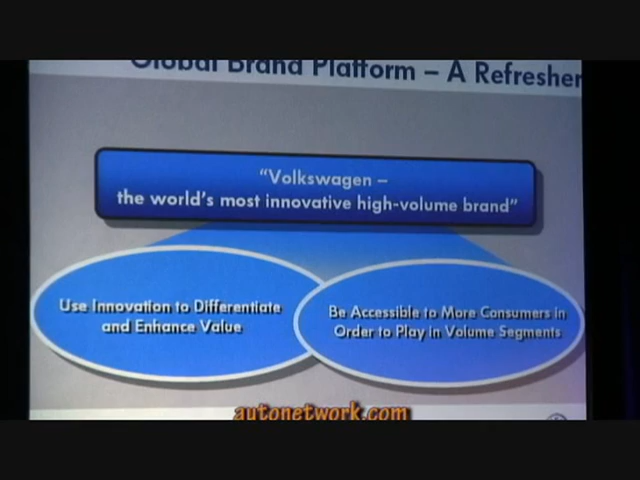 Global Brand Platform – A Refresher
"Volkswagen –
the world's most innovative high-volume brand"
Use Innovation to Differentiate
and Enhance Value
Be Accessible to More Consumers in
Order to Play in Volume Segments
autonetwork.com